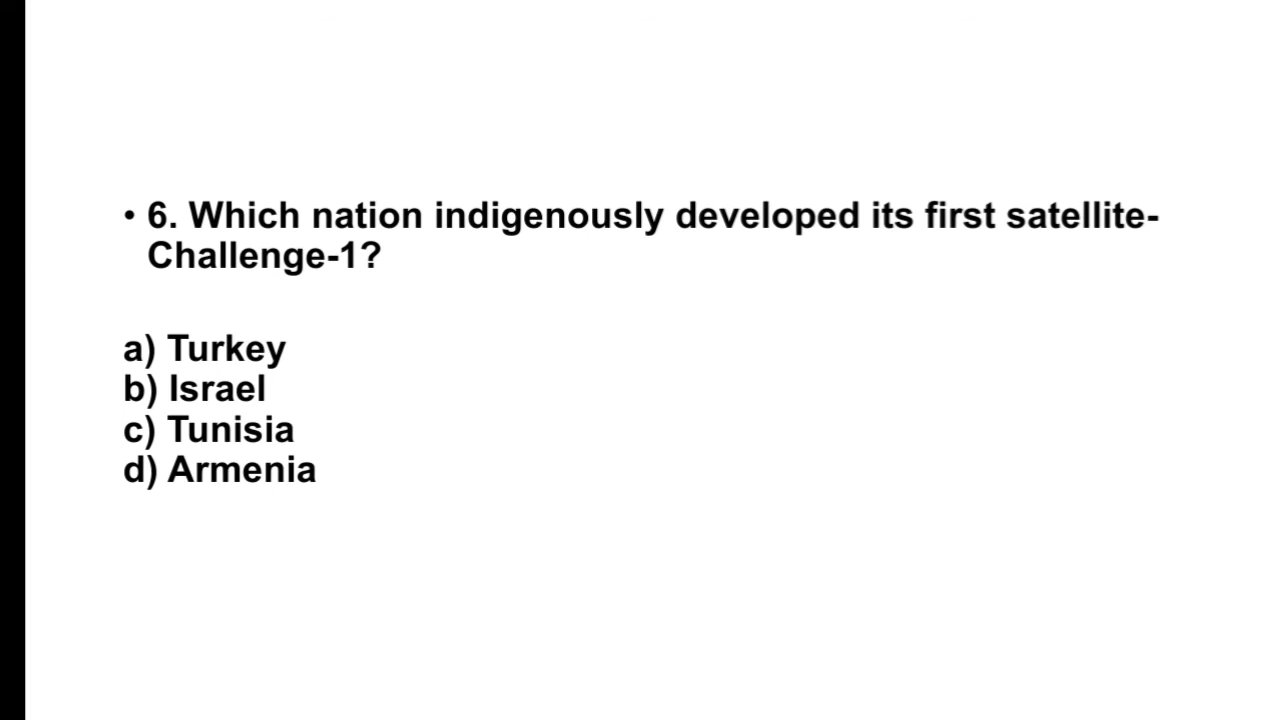 • 6. Which nation indigenously developed its first satellite-
Challenge-1?
a) Turkey
b) Israel
c) Tunisia
d) Armenia